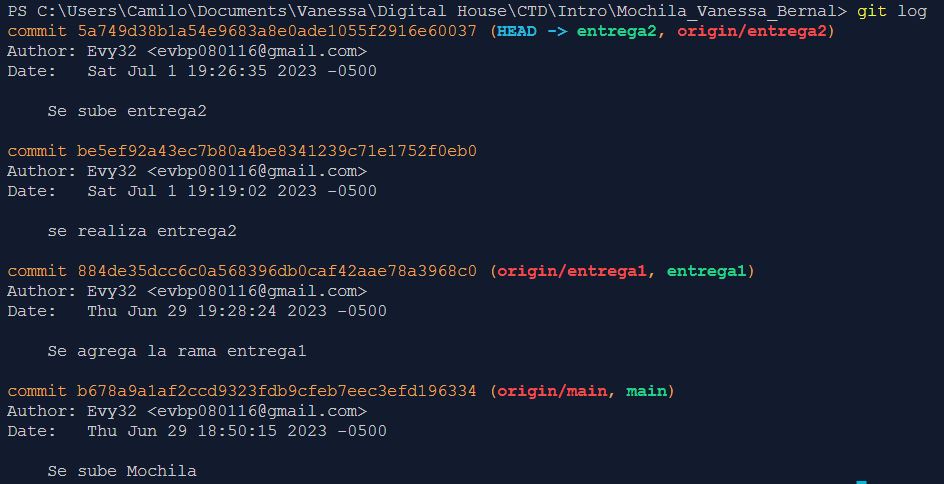 PS C:\Users\Camilo\Documents\Vanessa\Digital House\CTD\Intro\Mochila_Vanessa_Bernal> git log
commit 5a749d38b1a54e9683a8e0ade1055f2916e60037 (HEAD -> entrega2, origin/entrega2)
Author: Evy32 <evbp080116@gmail.com>
Date:   Sat Jul 1 19:26:35 2023 -0500
Se sube entrega2
commit be5ef92a43ec7b80a4be8341239c71e1752f0eb0
Author: Evy32 <evbp080116@gmail.com>
Date:   Sat Jul 1 19:19:02 2023 -0500
se realiza entrega2
commit 884de35dcc6c0a568396db0caf42aae78a3968c0 (origin/entrega1, entrega1)
Author: Evy32 <evbp080116@gmail.com>
Date:   Thu Jun 29 19:28:24 2023 -0500
Se agrega la rama entrega1
commit b678a9a1af2ccd9323fdb9cfeb7eec3efd196334 (origin/main, main)
Author: Evy32 <evbp080116@gmail.com>
Date:   Thu Jun 29 18:50:15 2023 -0500
Se sube Mochila